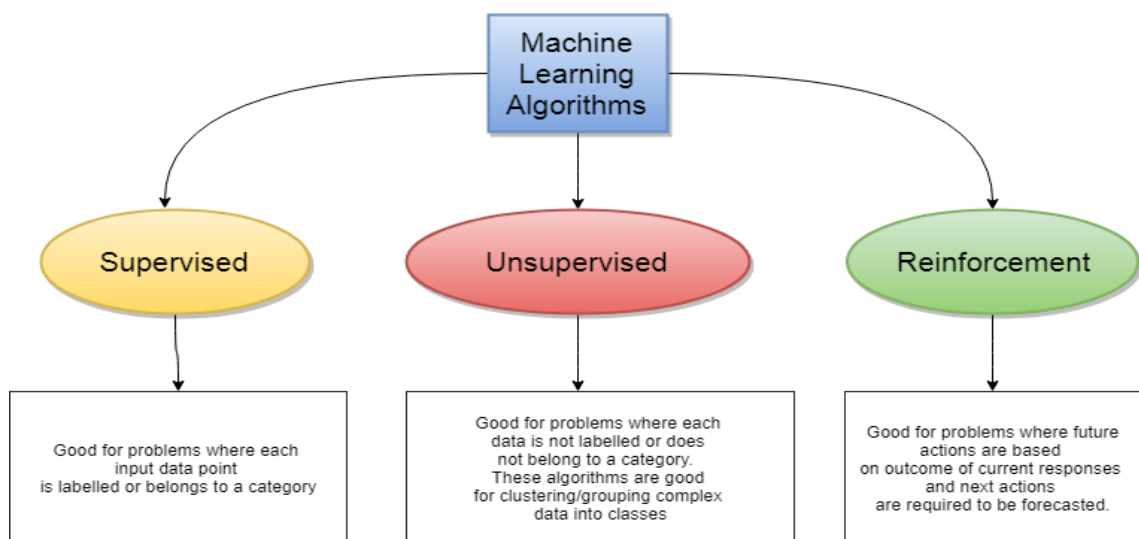 Machine
Learning
Algorithms
Supervised
Unsupervised
Reinforcement
Good for problems where each
input data point
is labelled or belongs to a category
Good for problems where each
data is not labelled or does
not belong to a category.
These algorithms are good
for clustering/grouping complex
data into classes
Good for problems where future
actions are based
on outcome of current responses
and next actions
are required to be forecasted.